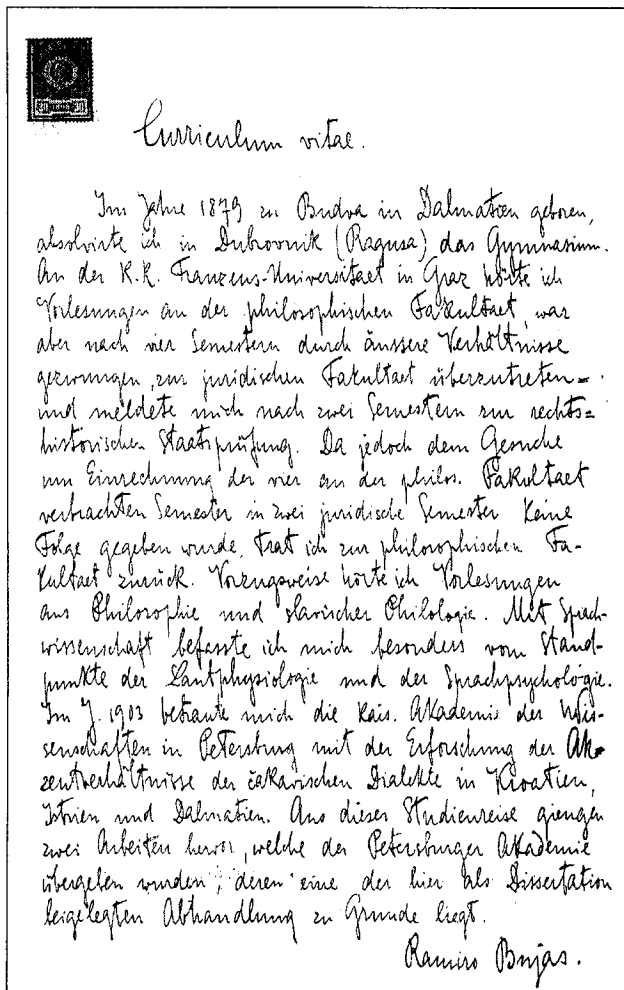 Curriculum vitae.
Im Jahre 1879 zu Budva in Dalmatien geboren,
absolvirte ich in Dubrovnik (Ragusa) das Gymnasium.
An der K.K. Franzens-Universitaet in Graz hörte ich
Vorlesungen an der philosophischen Fakultaet, war
aber nach vier Semestern durch äussere Verhältnisse
gezwungen, zur juridischen Fakultaet überzutreten
und meldete mich nach zwei Semestern zur rechts=
historischen Staatsprüfung. Da jedoch dem Gesuche
um Einrechnung der vier an der philos. Fakultaet
verbrachten Semester in zwei juridische Semester keine
Folge gegeben wurde, trat ich zur philosophischen Fa-
kultaet zurück. Vorzugsweise hörte ich Vorlesungen
aus Philosophie und slavischer Philologie. Mit Sprach-
wissenschaft befasste ich mich besonders vom Stand-
punkte der Lautphysiologie und der Sprachpsychologie.
Im J. 1903 betraute mich die Kais. Akademie der Wis-
senschaften in Petersburg mit der Erforschung der Ak-
zentverhältnisse der čakavischen Dialekte in Kroatien,
Istrien und Dalmatien. Aus dieser Studienreise giengen
zwei Arbeiten hervor, welche der Petersburger Akademie
übergeben wurden, deren eine der hier als Dissertation
beigelegten Abhandlung zu Grunde liegt.
Ramiro Bujas.